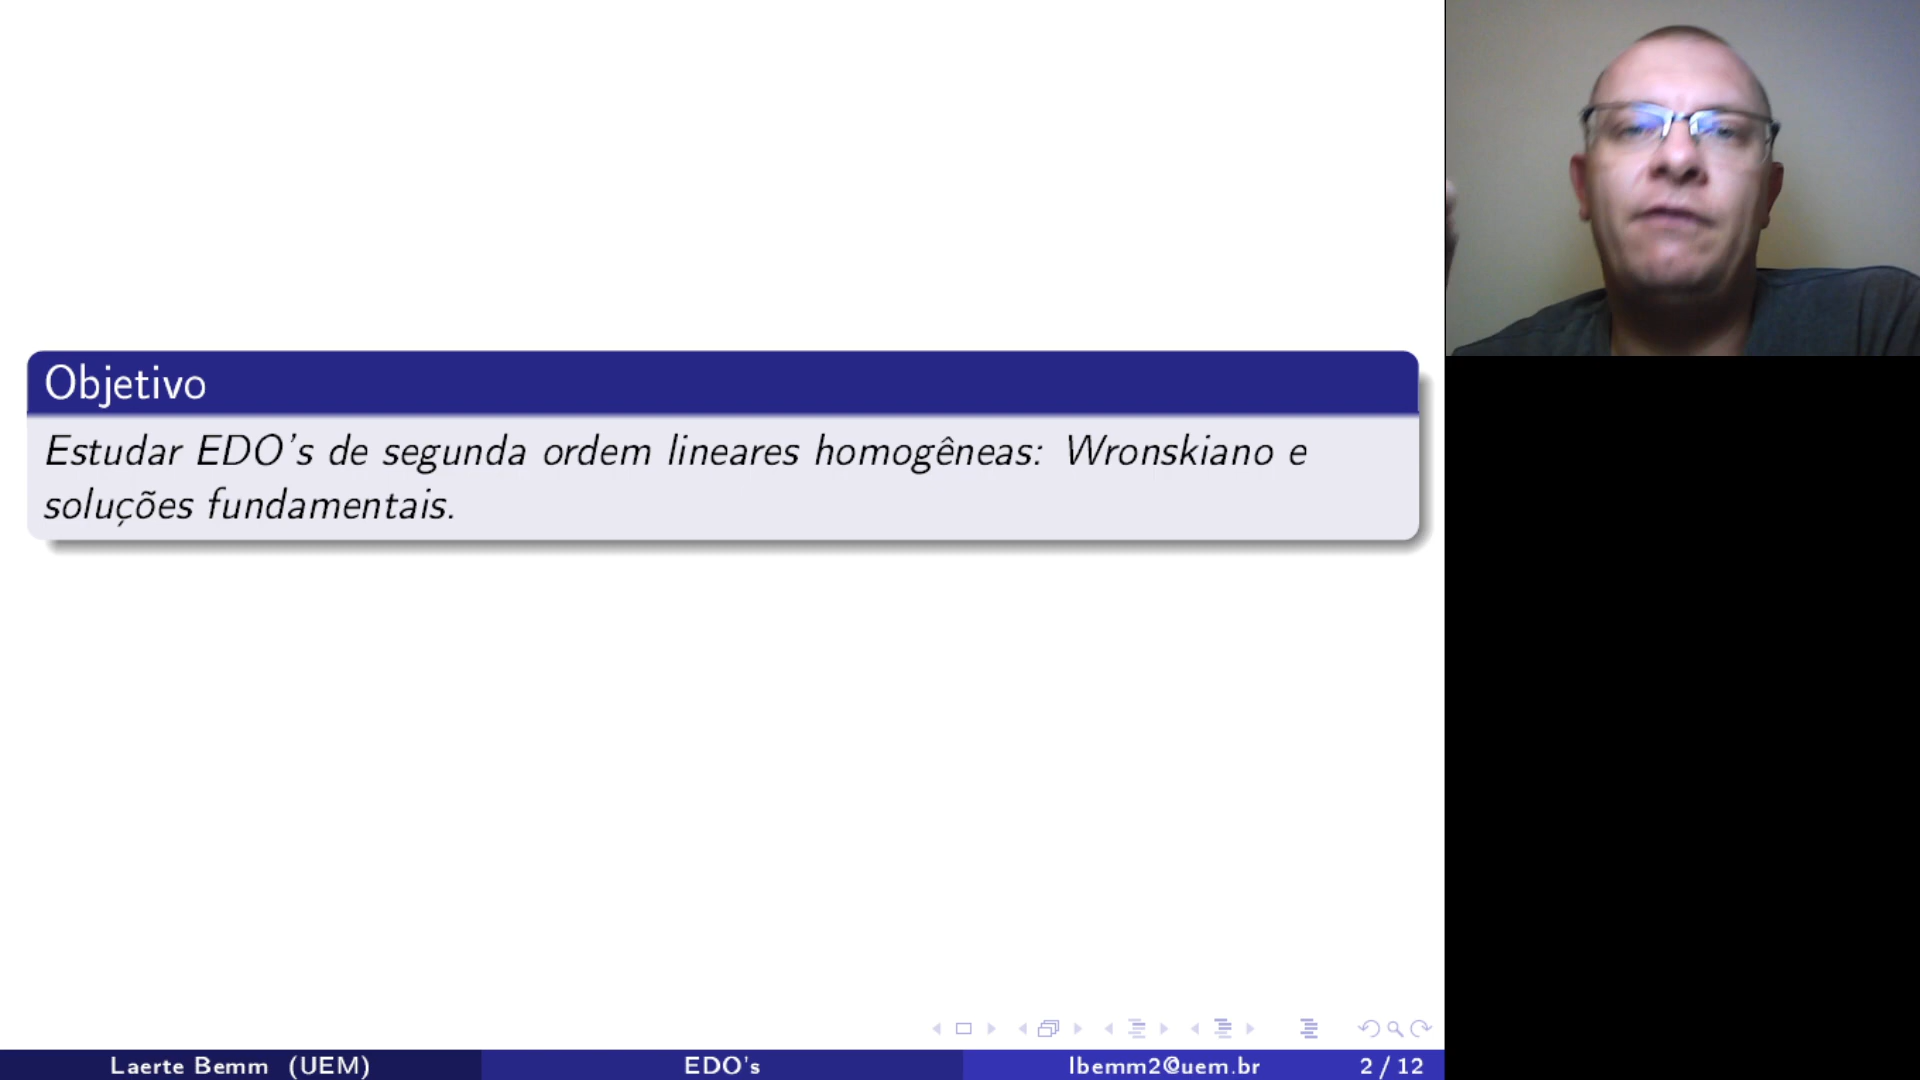 Objetivo
Estudar EDO's de segunda ordem lineares homogêneas: Wronskiano e
soluções fundamentais.
Laerte Bemm (UEM) EDO's lbemm2@uem.br 2 / 12